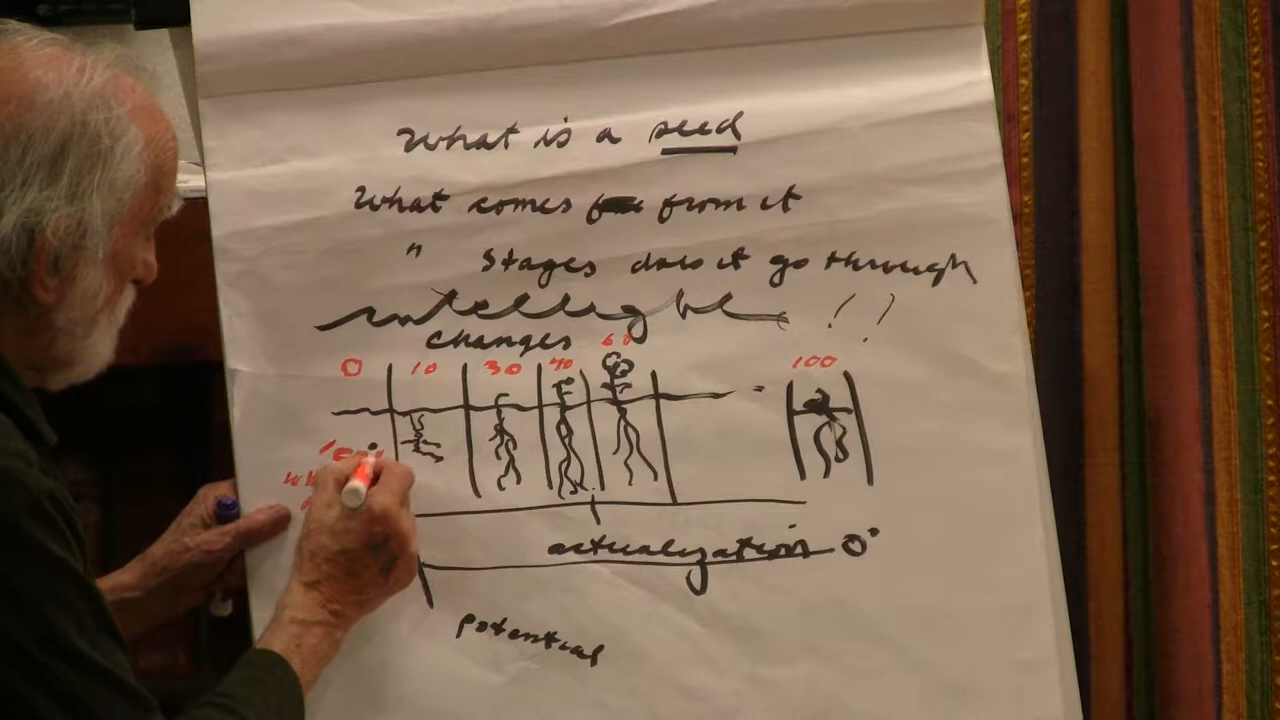 What is a seed
What comes from it
" Stages does it go through
intelligible !!
changes
0 10 30 40 60 100
actualization 0
potential